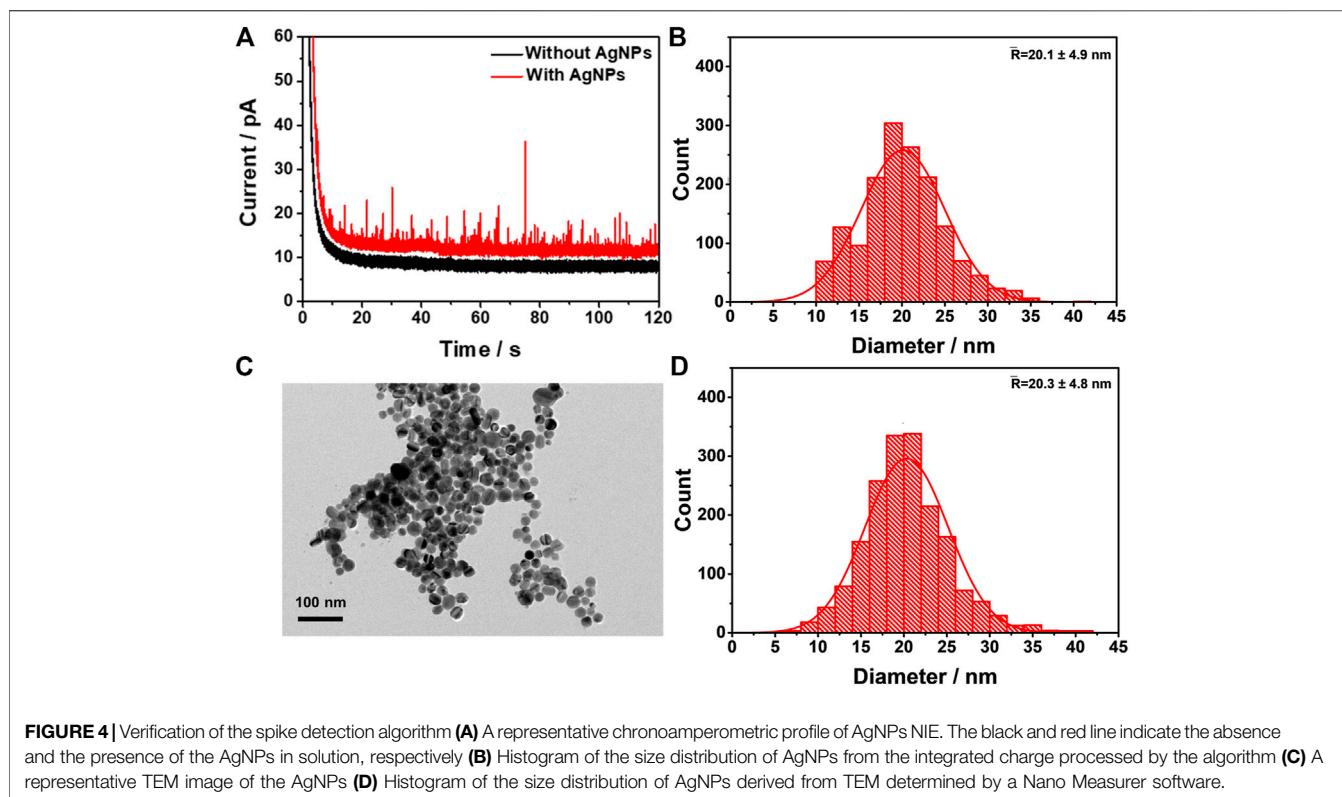 A
60
50
40
30
20
10
0
Current / pA
Without AgNPs
With AgNPs
0 20 40 60 80 100 120
Time / s
B
R̅=20.1 ± 4.9 nm
400
300
200
100
0
Count
0 5 10 15 20 25 30 35 40 45
Diameter / nm
C
100 nm
D
R̅=20.3 ± 4.8 nm
400
300
200
100
0
Count
0 5 10 15 20 25 30 35 40 45
Diameter / nm
FIGURE 4 | Verification of the spike detection algorithm (A) A representative chronoamperometric profile of AgNPs NIE. The black and red line indicate the absence
and the presence of the AgNPs in solution, respectively (B) Histogram of the size distribution of AgNPs from the integrated charge processed by the algorithm (C) A
representative TEM image of the AgNPs (D) Histogram of the size distribution of AgNPs derived from TEM determined by a Nano Measurer software.